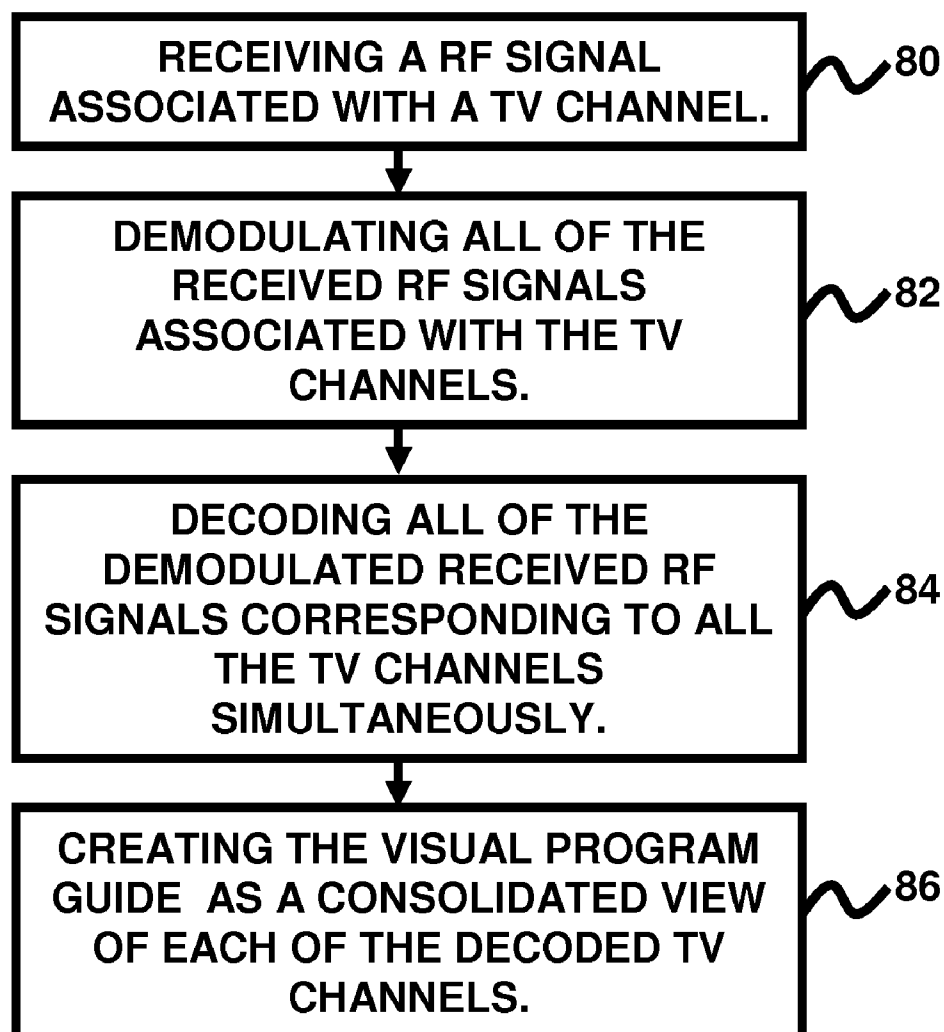 RECEIVING A RF SIGNAL
ASSOCIATED WITH A TV CHANNEL.
80
DEMODULATING ALL OF THE
RECEIVED RF SIGNALS
ASSOCIATED WITH THE TV
CHANNELS.
82
DECODING ALL OF THE
DEMODULATED RECEIVED RF
SIGNALS CORRESPONDING TO ALL
THE TV CHANNELS
SIMULTANEOUSLY.
84
CREATING THE VISUAL PROGRAM
GUIDE AS A CONSOLIDATED VIEW
OF EACH OF THE DECODED TV
CHANNELS.
86